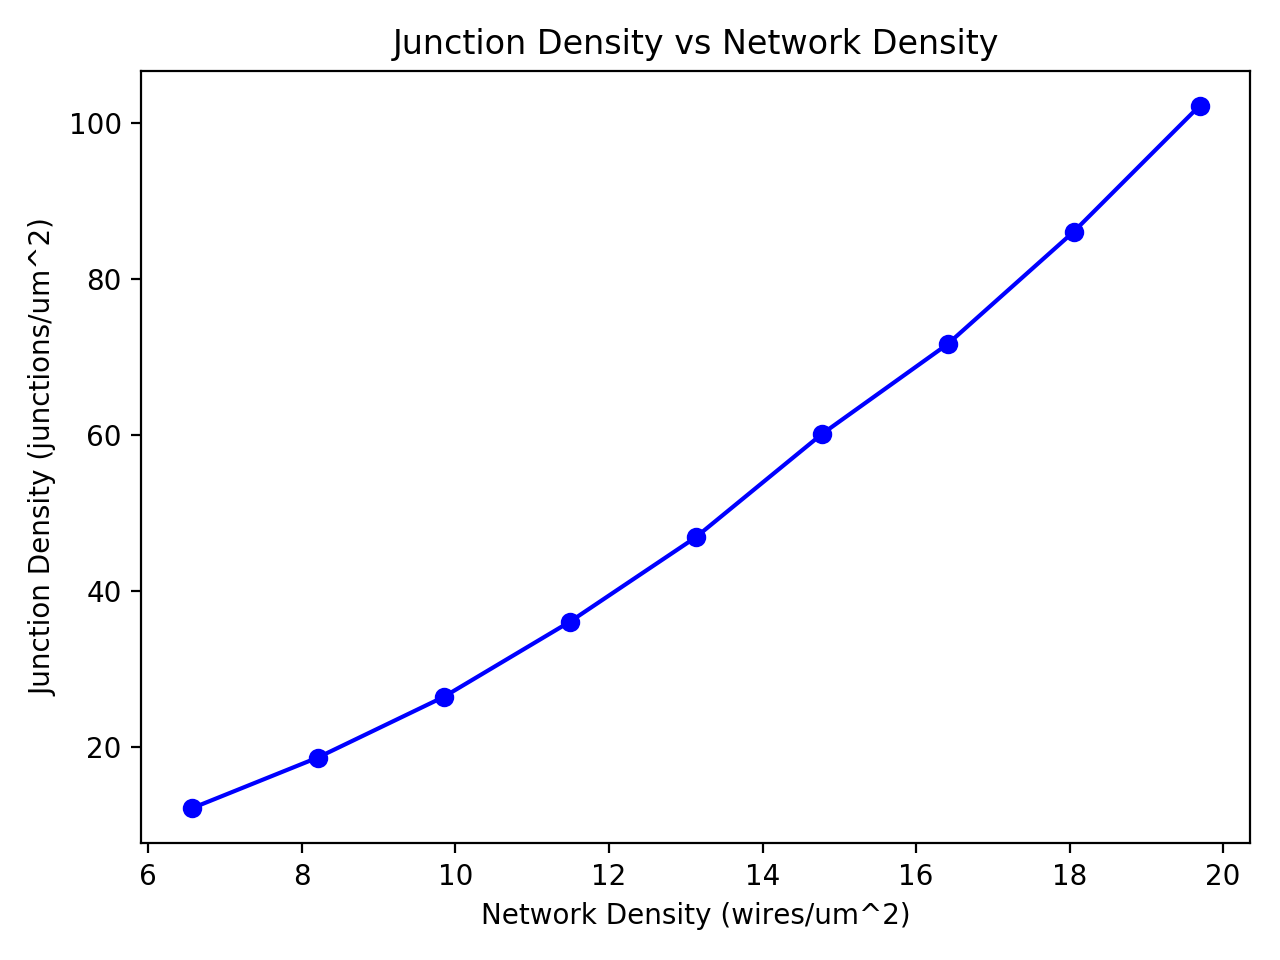 Junction Density vs Network Density
Junction Density (junctions/um^2)
100
80
60
40
20
6 8 10 12 14 16 18 20
Network Density (wires/um^2)